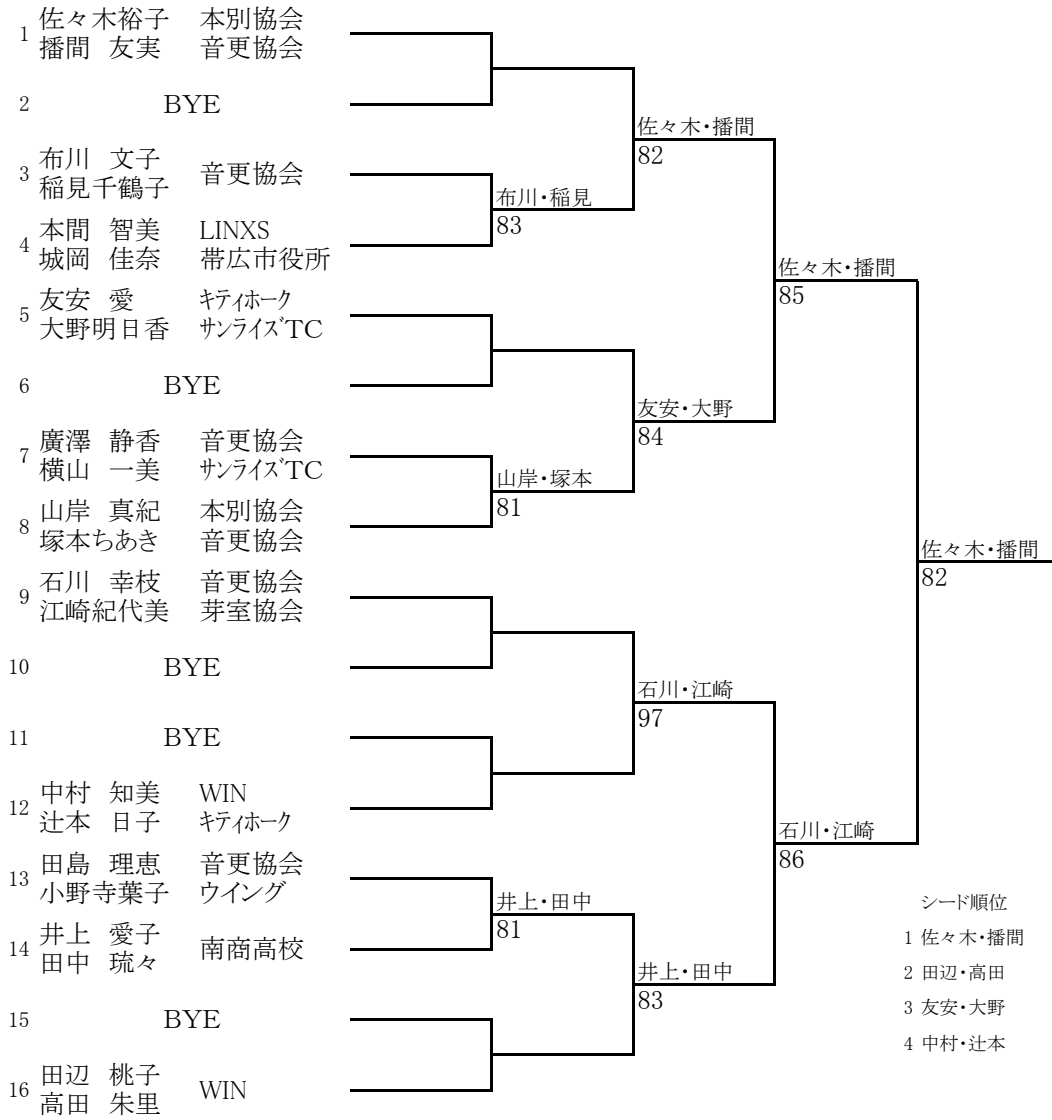 1 佐々木裕子 本別協会
播間 友実 音更協会
2 BYE
3 布川 文子 音更協会
稲見千鶴子
4 本間 智美 LINXS
城岡 佳奈 帯広市役所
5 友安 愛 キティホーク
大野明日香 サンライズTC
6 BYE
7 廣澤 静香 音更協会
横山 一美 サンライズTC
8 山岸 真紀 本別協会
塚本ちあき 音更協会
9 石川 幸枝 音更協会
江崎紀代美 芽室協会
10 BYE
11 BYE
12 中村 知美 WIN
辻本 日子 キティホーク
13 田島 理恵 音更協会
小野寺葉子 ウイング
14 井上 愛子 南商高校
田中 琉々
15 BYE
16 田辺 桃子 WIN
高田 朱里
布川・稲見
83
山岸・塚本
81
井上・田中
81
佐々木・播間
82
友安・大野
84
石川・江崎
97
井上・田中
83
佐々木・播間
85
石川・江崎
86
佐々木・播間
82
シード順位
1 佐々木・播間
2 田辺・高田
3 友安・大野
4 中村・辻本